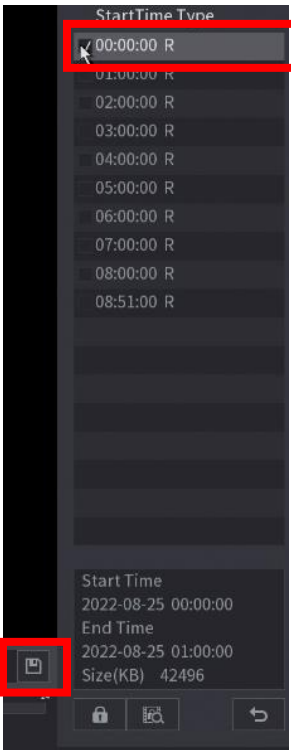 StartTime Type
00:00:00 R
01:00:00 R
02:00:00 R
03:00:00 R
04:00:00 R
05:00:00 R
06:00:00 R
07:00:00 R
08:00:00 R
08:51:00 R
Start Time
2022-08-25 00:00:00
End Time
2022-08-25 01:00:00
Size(KB) 42496